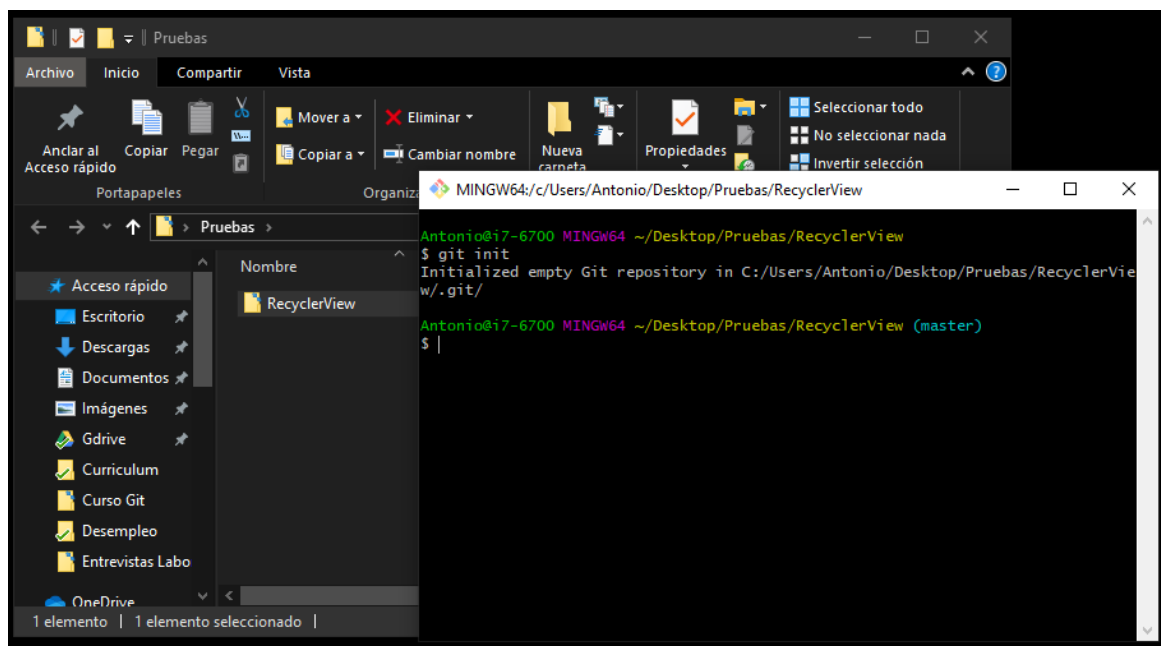 Pruebas
Archivo Inicio Compartir Vista
Anclar al
Acceso rápido
Copiar
Pegar
Portapapeles
Mover a
Copiar a
Eliminar
Cambiar nombre
Organiza
Nueva
carpeta
Propiedades
Seleccionar todo
No seleccionar nada
Invertir selección
Pruebas
Nombre
RecyclerView
Acceso rápido
Escritorio
Descargas
Documentos
Imágenes
Gdrive
Curriculum
Curso Git
Desempleo
Entrevistas Labo
OneDrive
1 elemento | 1 elemento seleccionado |
MINGW64:/c/Users/Antonio/Desktop/Pruebas/RecyclerView
Antonio@i7-6700 MINGW64 ~/Desktop/Pruebas/RecyclerView
$ git init
Initialized empty Git repository in C:/Users/Antonio/Desktop/Pruebas/RecyclerVie
w/.git/
Antonio@i7-6700 MINGW64 ~/Desktop/Pruebas/RecyclerView (master)
$